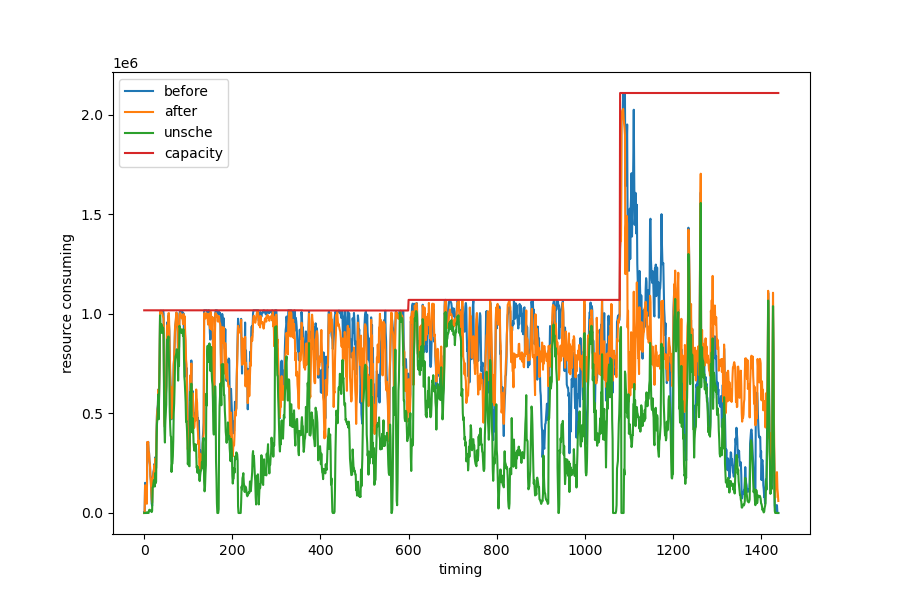 1e6
before
after
unsche
capacity
2.0
1.5
1.0
0.5
0.0
resource consuming
0 200 400 600 800 1000 1200 1400
timing